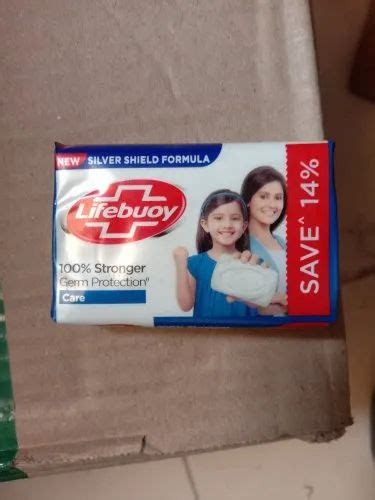 NEW SILVER SHIELD FORMULA
Lifebuoy
100% Stronger
Germ Protection
Care
SAVE^ 14%